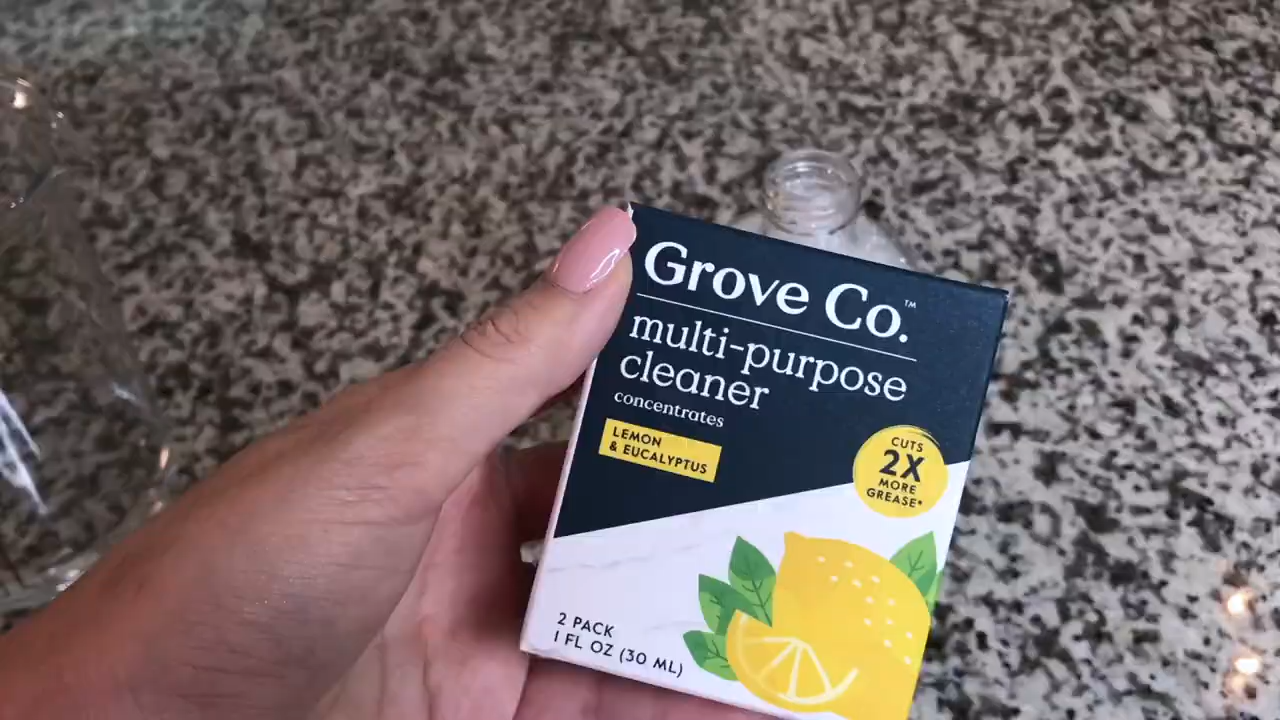 Grove Co.™
multi-purpose
cleaner
concentrates
LEMON
& EUCALYPTUS
CUTS
2X
MORE
GREASE*
2 PACK
1 FL OZ (30 ML)